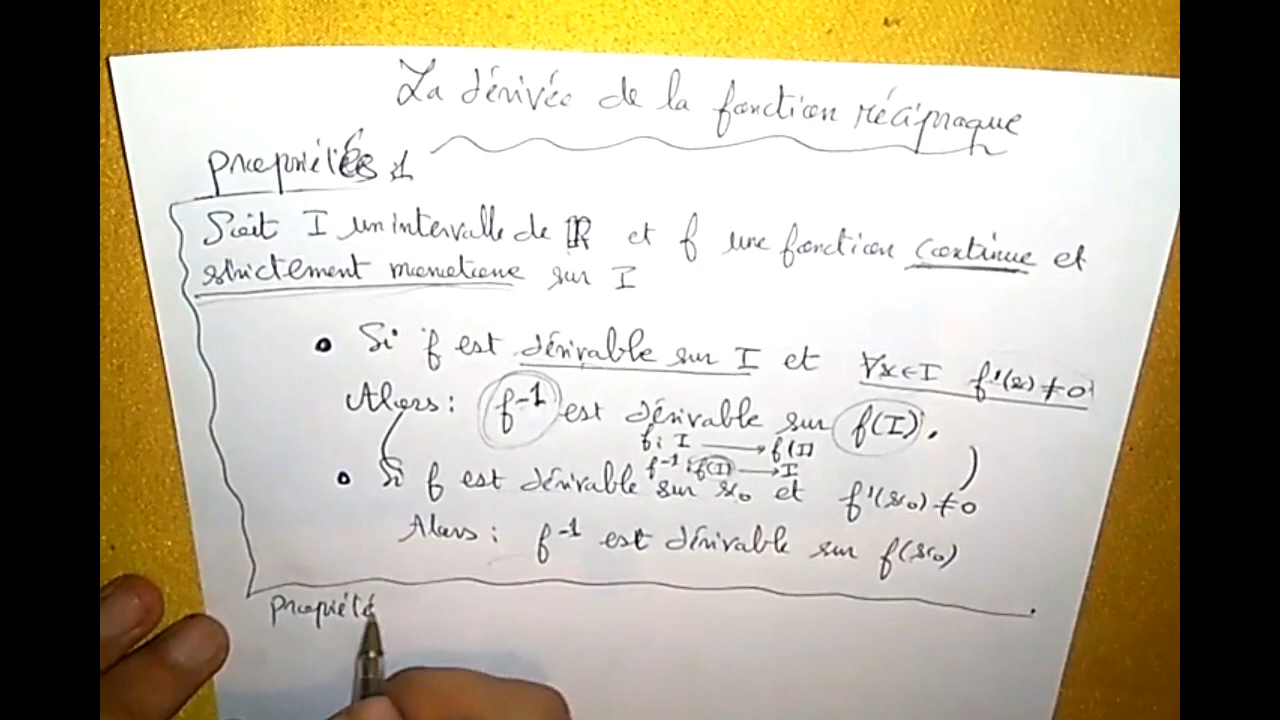 La dérivée de la fonction réciproque
Propriétés 1
Soit I un intervalle de ℝ et f une fonction continue et
strictement monotone sur I
• Si f est dérivable sur I et ∀x∈I f'(x)≠0
Alors : f⁻¹ est dérivable sur f(I).
f : I ⟶ f(I)
f⁻¹ : f(I) ⟶ I
• Si f est dérivable sur x₀ et f'(x₀)≠0
Alors : f⁻¹ est dérivable sur f(x₀)
Propriété